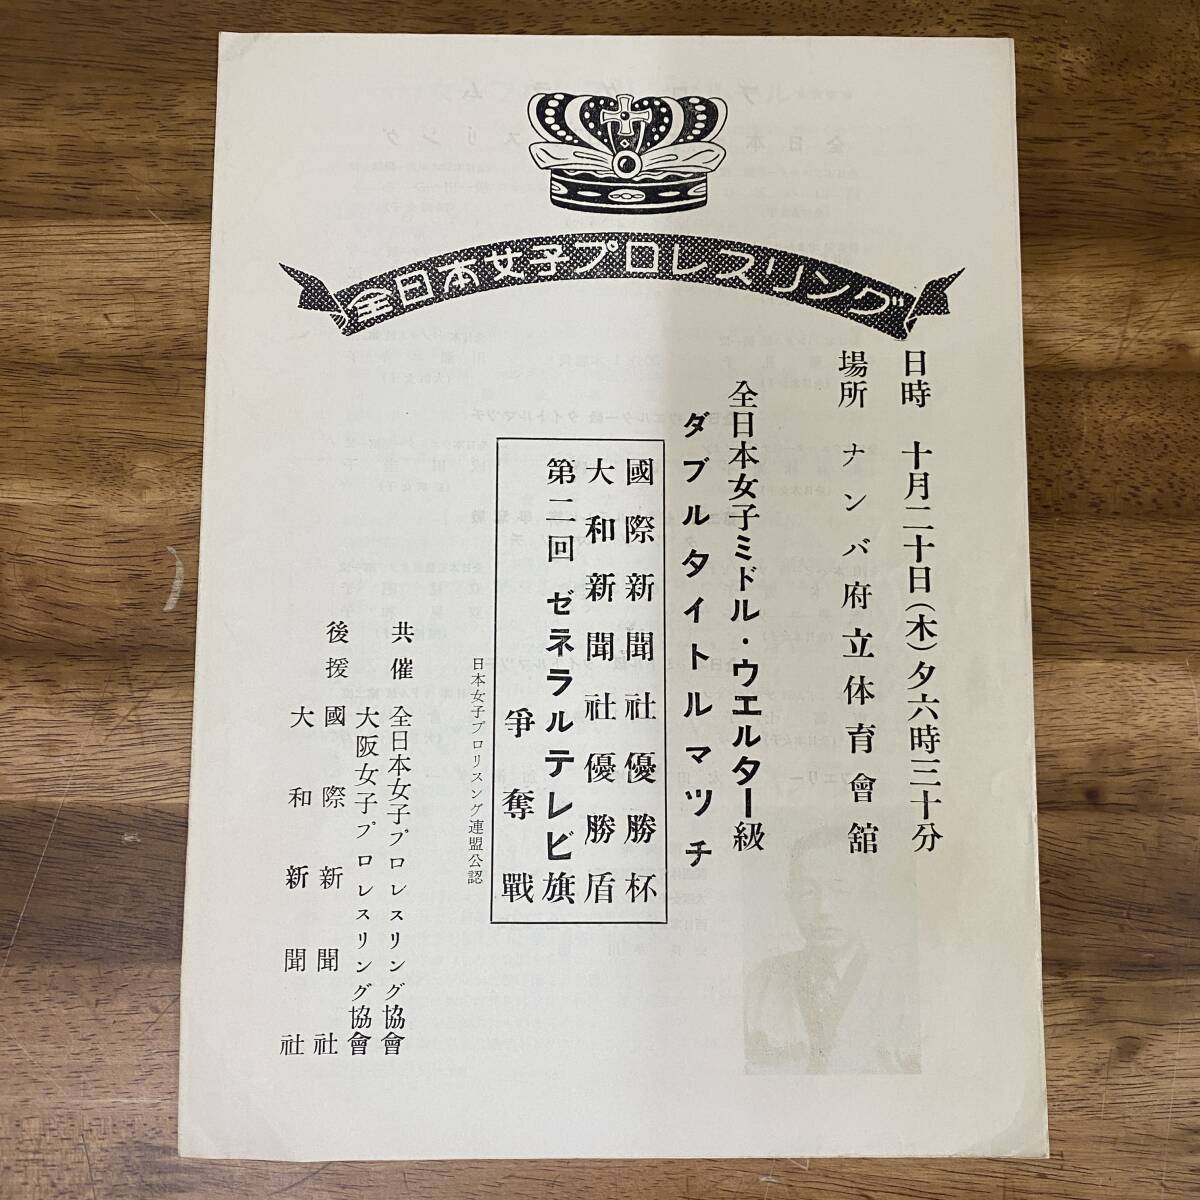 全日本女子プロレスリング
日時　十月二十日(木)夕六時三十分
場所　ナンバ府立体育會舘
全日本女子ミドル・ウエルター級
ダブルタイトルマツチ
國際新聞社優勝杯
大和新聞社優勝盾
第二回ゼネラルテレビ旗
爭奪戰
日本女子プロリスング連盟公認
共催　全日本女子プロレスリング協會
大阪女子プロレスリング協會
後援　國際新聞社
大和新聞社